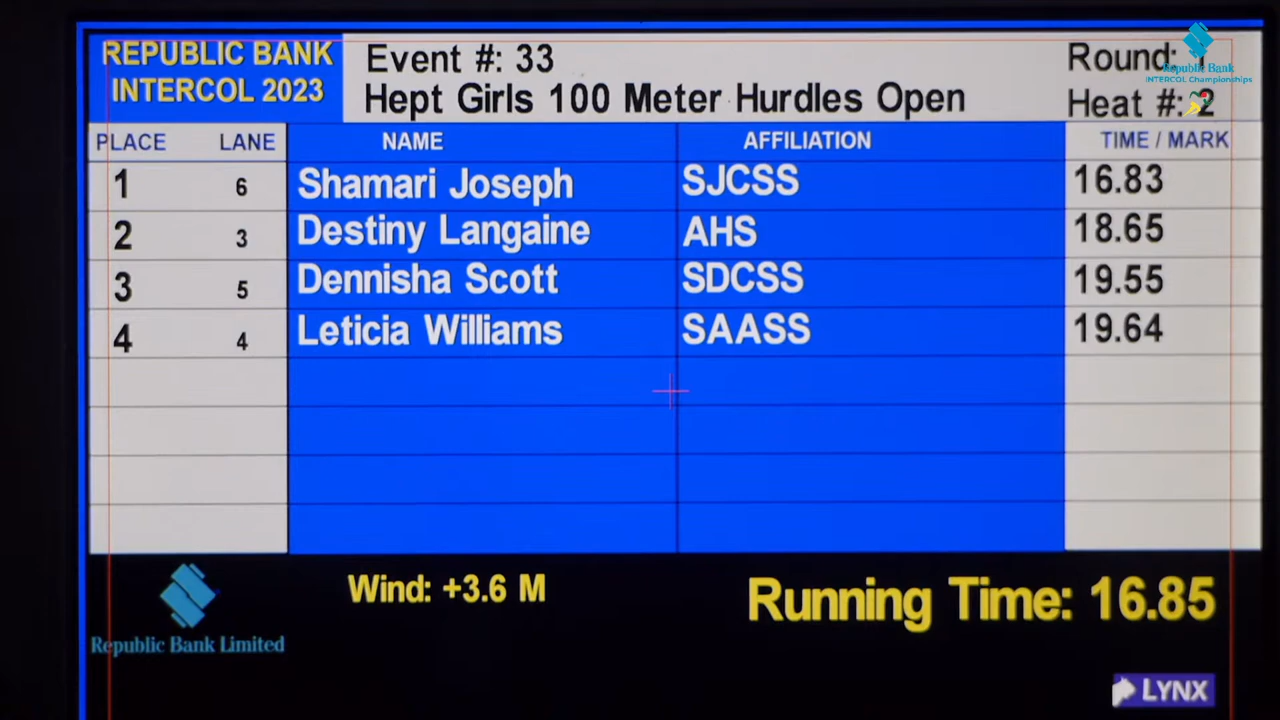 REPUBLIC BANK
INTERCOL 2023
Event #: 33
Hept Girls 100 Meter Hurdles Open
Round: 1
Heat #: 2
Republic Bank
INTERCOL Championships
PLACE LANE NAME AFFILIATION TIME / MARK
1 6 Shamari Joseph SJCSS 16.83
2 3 Destiny Langaine AHS 18.65
3 5 Dennisha Scott SDCSS 19.55
4 4 Leticia Williams SAASS 19.64
Republic Bank Limited
Wind: +3.6 M
Running Time: 16.85
LYNX